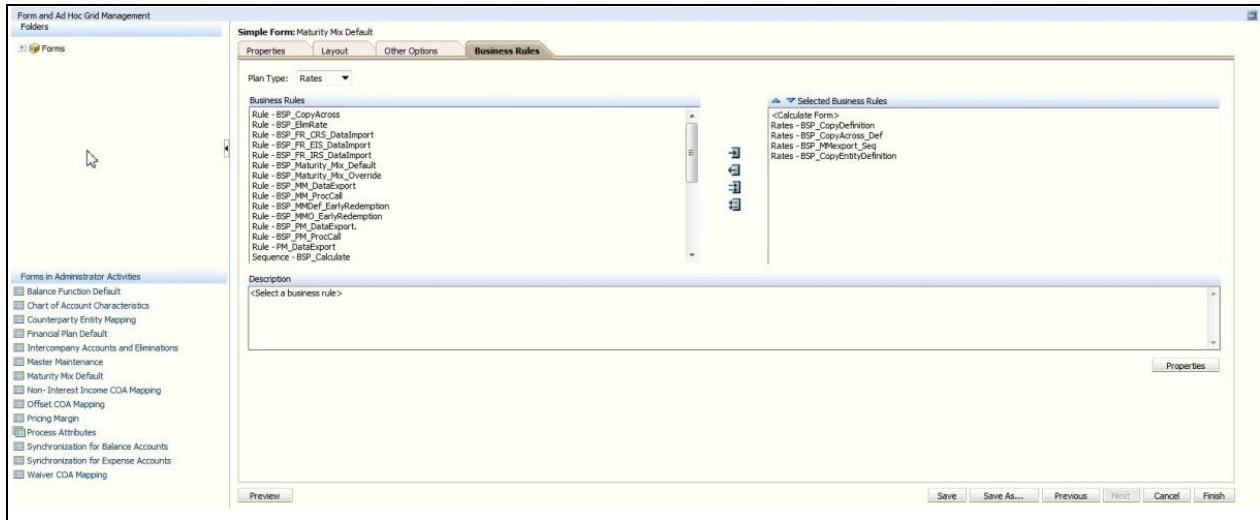 Form and Ad Hoc Grid Management
Folders
Forms
Simple Form: Maturity Mix Default
Properties
Layout
Other Options
Business Rules
Plan Type: Rates
Business Rules
Rule - BSP_CopyAcross
Rule - BSP_ElimRate
Rule - BSP_FR_CRS_DataImport
Rule - BSP_FR_EIS_DataImport
Rule - BSP_FR_IRS_DataImport
Rule - BSP_Maturity_Mix_Default
Rule - BSP_Maturity_Mix_Override
Rule - BSP_MM_DataExport
Rule - BSP_MM_ProcCall
Rule - BSP_MMDef_EarlyRedemption
Rule - BSP_MMO_EarlyRedemption
Rule - BSP_PM_DataExport.
Rule - BSP_PM_ProcCall
Rule - PM_DataExport
Sequence - BSP_Calculate
Selected Business Rules
<Calculate Form>
Rates - BSP_CopyDefinition
Rates - BSP_CopyAcross_Def
Rates - BSP_MMexport_Seq
Rates - BSP_CopyEntityDefinition
Forms in Administrator Activities
Balance Function Default
Chart of Account Characteristics
Counterparty Entity Mapping
Financial Plan Default
Intercompany Accounts and Eliminations
Master Maintenance
Maturity Mix Default
Non- Interest Income COA Mapping
Offset COA Mapping
Pricing Margin
Process Attributes
Synchronization for Balance Accounts
Synchronization for Expense Accounts
Waiver COA Mapping
Description
<Select a business rule>
Properties
Preview
Save
Save As...
Previous
Next
Cancel
Finish